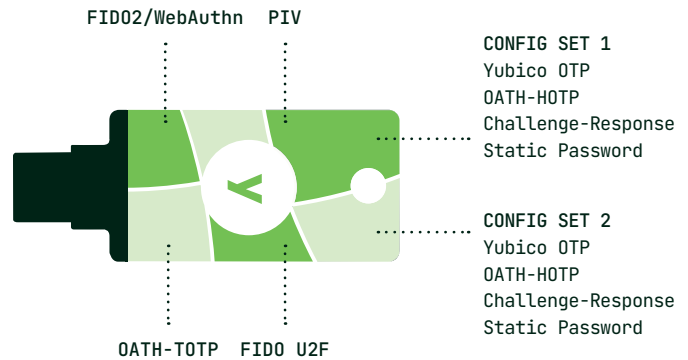 FIDO2/WebAuthn PIV
CONFIG SET 1
Yubico OTP
OATH-HOTP
Challenge-Response
Static Password
Y
CONFIG SET 2
Yubico OTP
OATH-HOTP
Challenge-Response
Static Password
OATH-TOTP FIDO U2F